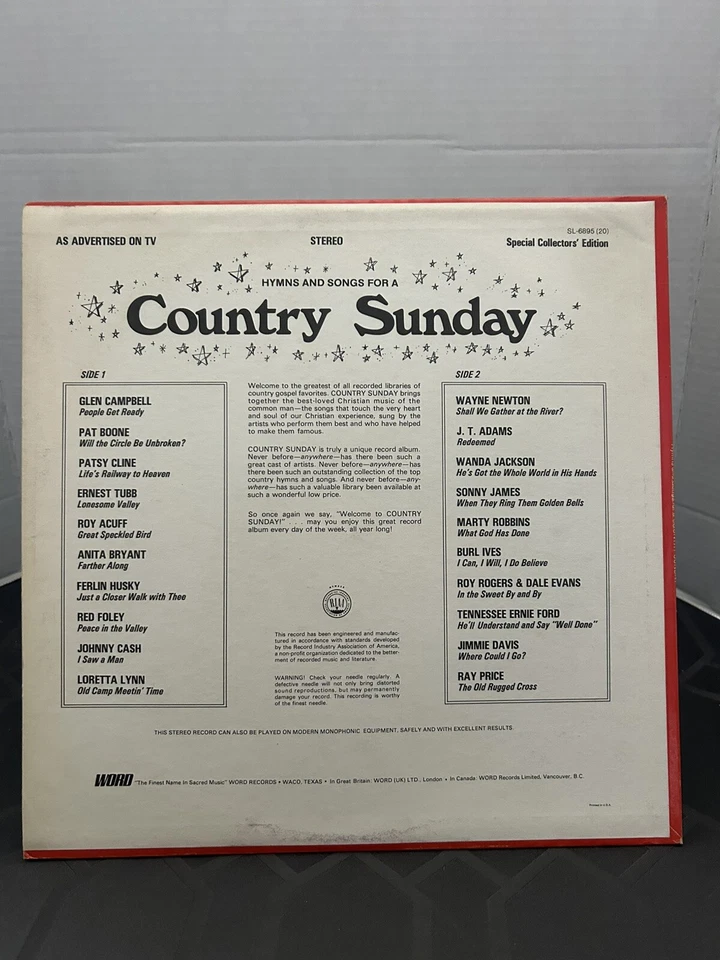 SL-6895 (20)
AS ADVERTISED ON TV
STEREO
Special Collectors' Edition
HYMNS AND SONGS FOR A
Country Sunday
SIDE 1
GLEN CAMPBELL
People Get Ready
PAT BOONE
Will the Circle Be Unbroken?
PATSY CLINE
Life's Railway to Heaven
ERNEST TUBB
Lonesome Valley
ROY ACUFF
Great Speckled Bird
ANITA BRYANT
Farther Along
FERLIN HUSKY
Just a Closer Walk with Thee
RED FOLEY
Peace in the Valley
JOHNNY CASH
I Saw a Man
LORETTA LYNN
Old Camp Meetin' Time
Welcome to the greatest of all recorded libraries of
country gospel favorites. COUNTRY SUNDAY brings
together the best-loved Christian music of the
common man—the songs that touch the very heart
and soul of our Christian experience, sung by the
artists who perform them best and who have helped
to make them famous.
COUNTRY SUNDAY is truly a unique record album.
Never before—anywhere—has there been such a
great cast of artists. Never before—anywhere—has
there been such an outstanding collection of the top
country hymns and songs. And never before—any-
where—has such a valuable library been available at
such a wonderful low price.
So once again we say, "Welcome to COUNTRY
SUNDAY!" . . . may you enjoy this great record
album every day of the week, all year long!
RIAA
This record has been engineered and manufac-
tured in accordance with standards developed
by the Record Industry Association of America,
a non-profit organization dedicated to the better-
ment of recorded music and literature.
WARNING! Check your needle regularly. A
defective needle will not only bring distorted
sound reproductions, but may permanently
damage your record. This recording is worthy
of the finest needle.
SIDE 2
WAYNE NEWTON
Shall We Gather at the River?
J. T. ADAMS
Redeemed
WANDA JACKSON
He's Got the Whole World in His Hands
SONNY JAMES
When They Ring Them Golden Bells
MARTY ROBBINS
What God Has Done
BURL IVES
I Can, I Will, I Do Believe
ROY ROGERS & DALE EVANS
In the Sweet By and By
TENNESSEE ERNIE FORD
He'll Understand and Say "Well Done"
JIMMIE DAVIS
Where Could I Go?
RAY PRICE
The Old Rugged Cross
THIS STEREO RECORD CAN ALSO BE PLAYED ON MODERN MONOPHONIC EQUIPMENT, SAFELY AND WITH EXCELLENT RESULTS.
WORD "The Finest Name In Sacred Music" WORD RECORDS • WACO, TEXAS • In Great Britain: WORD (UK) LTD., London • In Canada: WORD Records Limited, Vancouver, B.C.